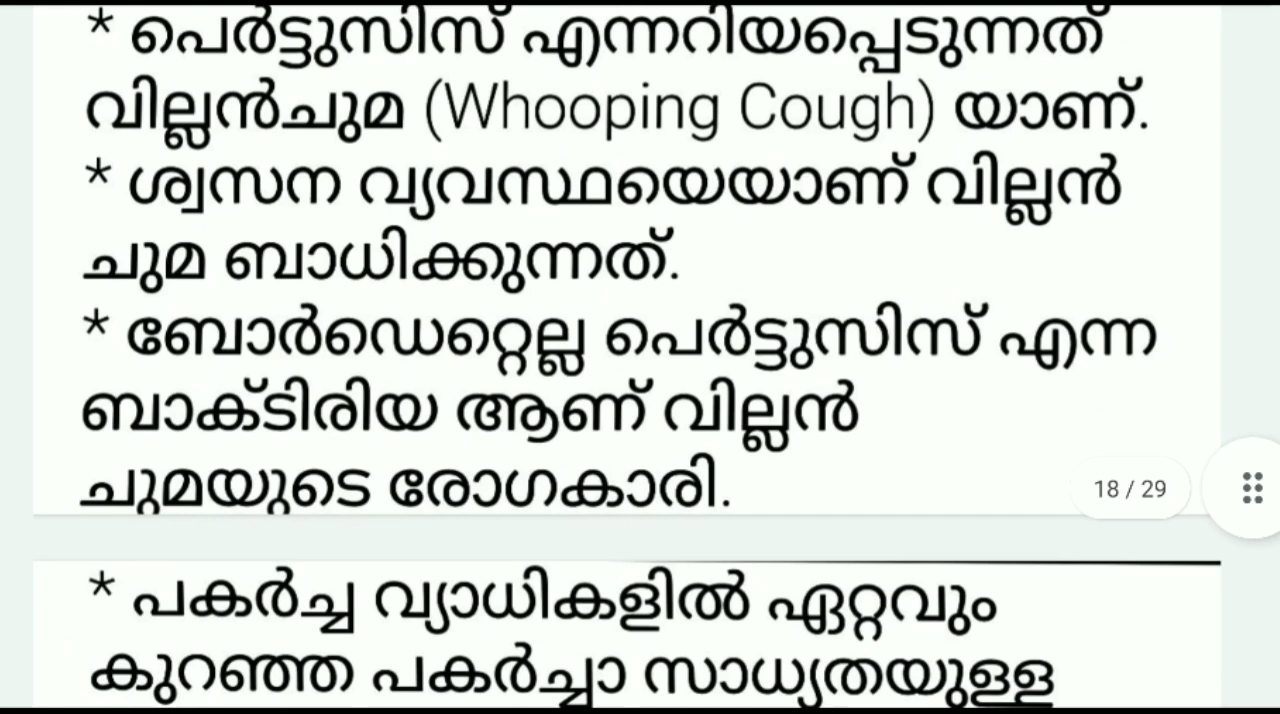 * പെർട്ടുസിസ് എന്നറിയപ്പെടുന്നത്
വില്ലൻചുമ (Whooping Cough) യാണ്.
* ശ്വസന വ്യവസ്ഥയെയാണ് വില്ലൻ
ചുമ ബാധിക്കുന്നത്.
* ബോർഡെറ്റെല്ല പെർട്ടുസിസ് എന്ന
ബാക്ടിരിയ ആണ് വില്ലൻ
ചുമയുടെ രോഗകാരി.
18 / 29
* പകർച്ച വ്യാധികളിൽ ഏറ്റവും
കുറഞ്ഞ പകർച്ചാ സാധ്യതയുള്ള